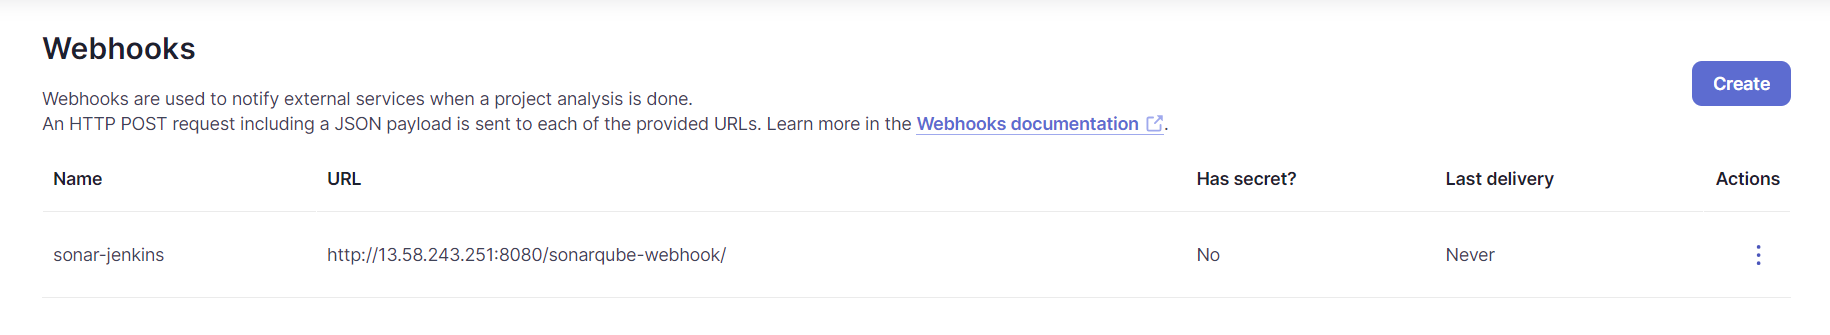 Webhooks
Create
Webhooks are used to notify external services when a project analysis is done.
An HTTP POST request including a JSON payload is sent to each of the provided URLs. Learn more in the Webhooks documentation.
Name URL Has secret? Last delivery Actions
sonar-jenkins http://13.58.243.251:8080/sonarqube-webhook/ No Never